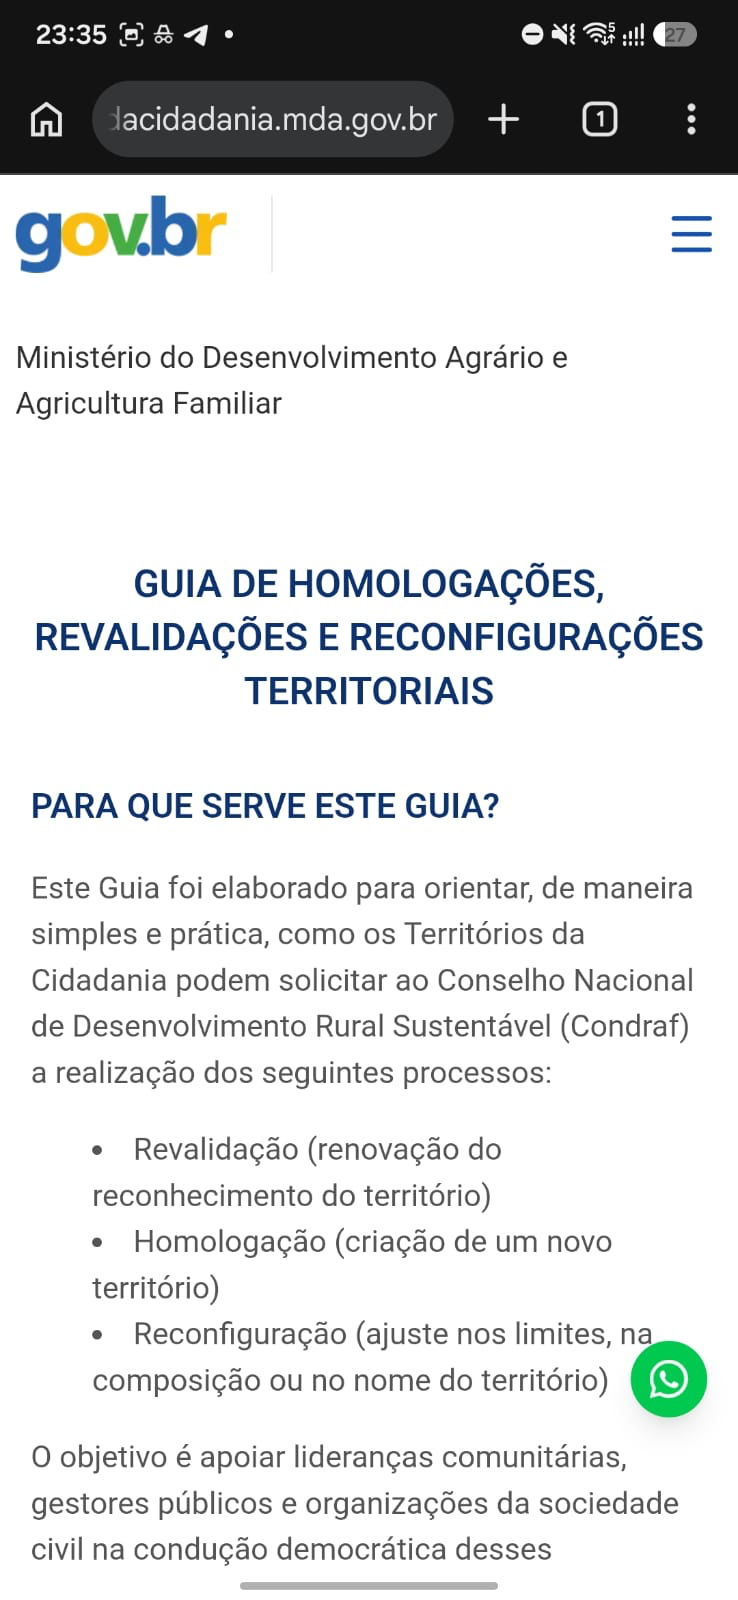 23:35
27
dacidadania.mda.gov.br
1
gov.br
Ministério do Desenvolvimento Agrário e
Agricultura Familiar
GUIA DE HOMOLOGAÇÕES,
REVALIDAÇÕES E RECONFIGURAÇÕES
TERRITORIAIS
PARA QUE SERVE ESTE GUIA?
Este Guia foi elaborado para orientar, de maneira
simples e prática, como os Territórios da
Cidadania podem solicitar ao Conselho Nacional
de Desenvolvimento Rural Sustentável (Condraf)
a realização dos seguintes processos:
• Revalidação (renovação do
reconhecimento do território)
• Homologação (criação de um novo
território)
• Reconfiguração (ajuste nos limites, na
composição ou no nome do território)
O objetivo é apoiar lideranças comunitárias,
gestores públicos e organizações da sociedade
civil na condução democrática desses